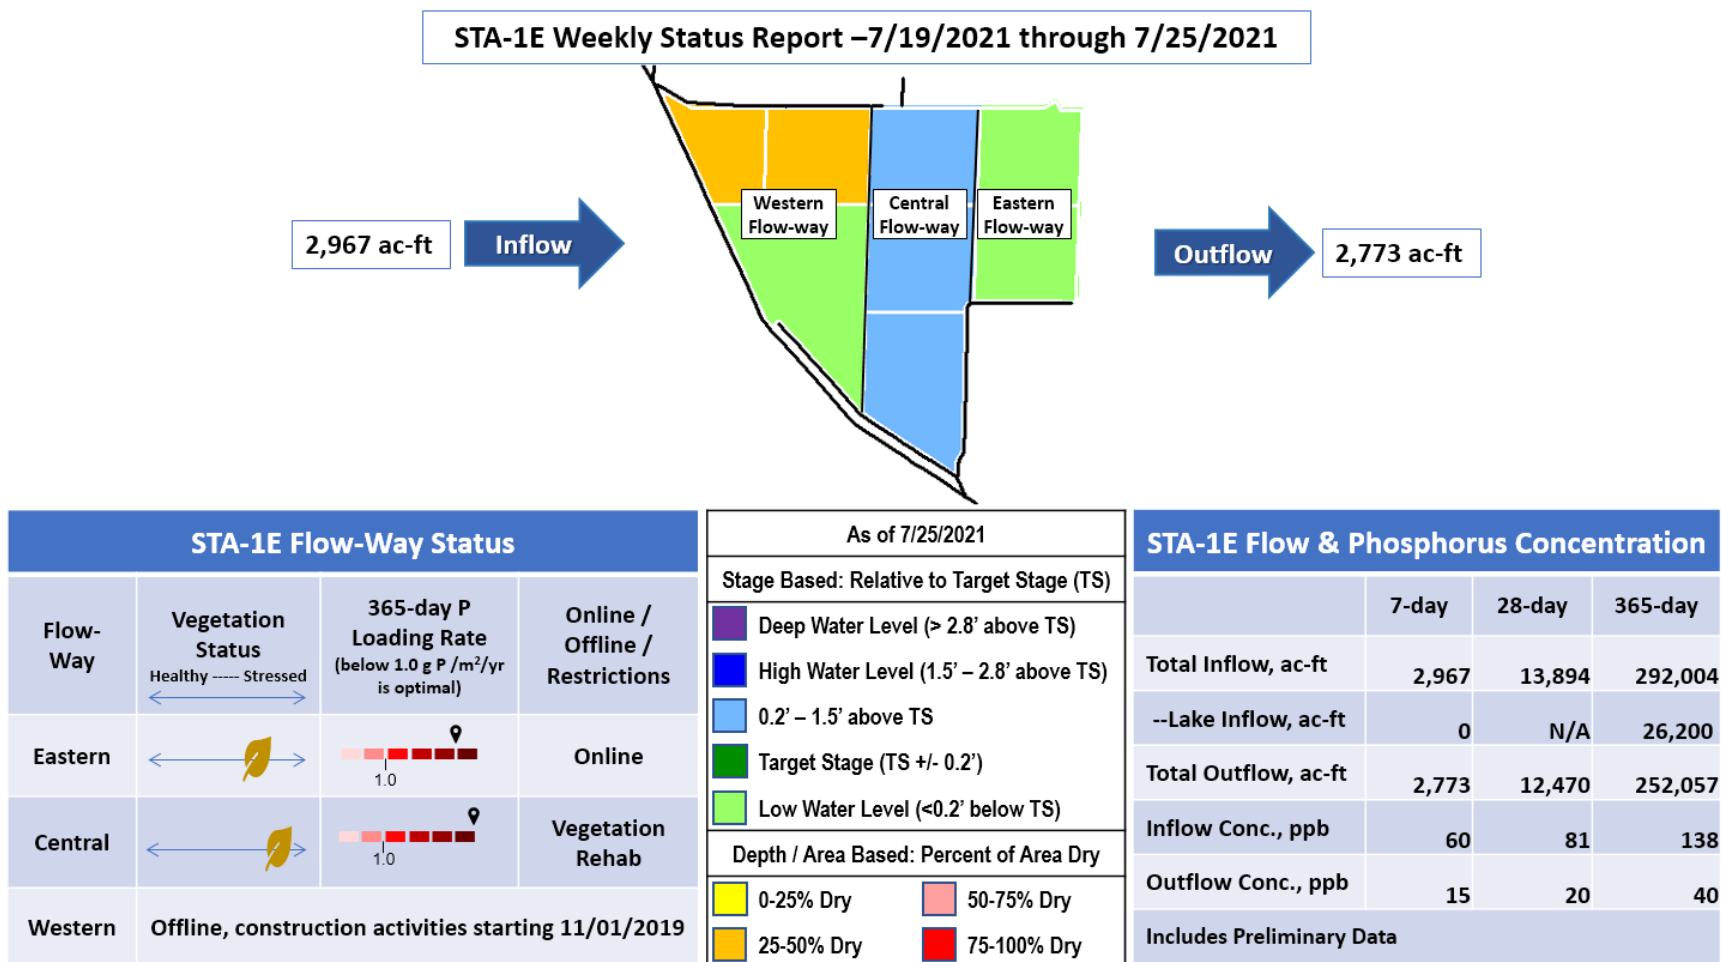 STA-1E Weekly Status Report –7/19/2021 through 7/25/2021
2,967 ac-ft
Inflow
Western
Flow-way
Central
Flow-way
Eastern
Flow-way
Outflow
2,773 ac-ft
STA-1E Flow-Way Status
Flow-
Way
Vegetation
Status
Healthy ----- Stressed
365-day P
Loading Rate
(below 1.0 g P /m²/yr
is optimal)
Online /
Offline /
Restrictions
Eastern
1.0
Online
Central
1.0
Vegetation
Rehab
Western
Offline, construction activities starting 11/01/2019
As of 7/25/2021
Stage Based: Relative to Target Stage (TS)
Deep Water Level (> 2.8’ above TS)
High Water Level (1.5’ – 2.8’ above TS)
0.2’ – 1.5’ above TS
Target Stage (TS +/- 0.2’)
Low Water Level (<0.2’ below TS)
Depth / Area Based: Percent of Area Dry
0-25% Dry
50-75% Dry
25-50% Dry
75-100% Dry
STA-1E Flow & Phosphorus Concentration
7-day 28-day 365-day
Total Inflow, ac-ft 2,967 13,894 292,004
--Lake Inflow, ac-ft 0 N/A 26,200
Total Outflow, ac-ft 2,773 12,470 252,057
Inflow Conc., ppb 60 81 138
Outflow Conc., ppb 15 20 40
Includes Preliminary Data